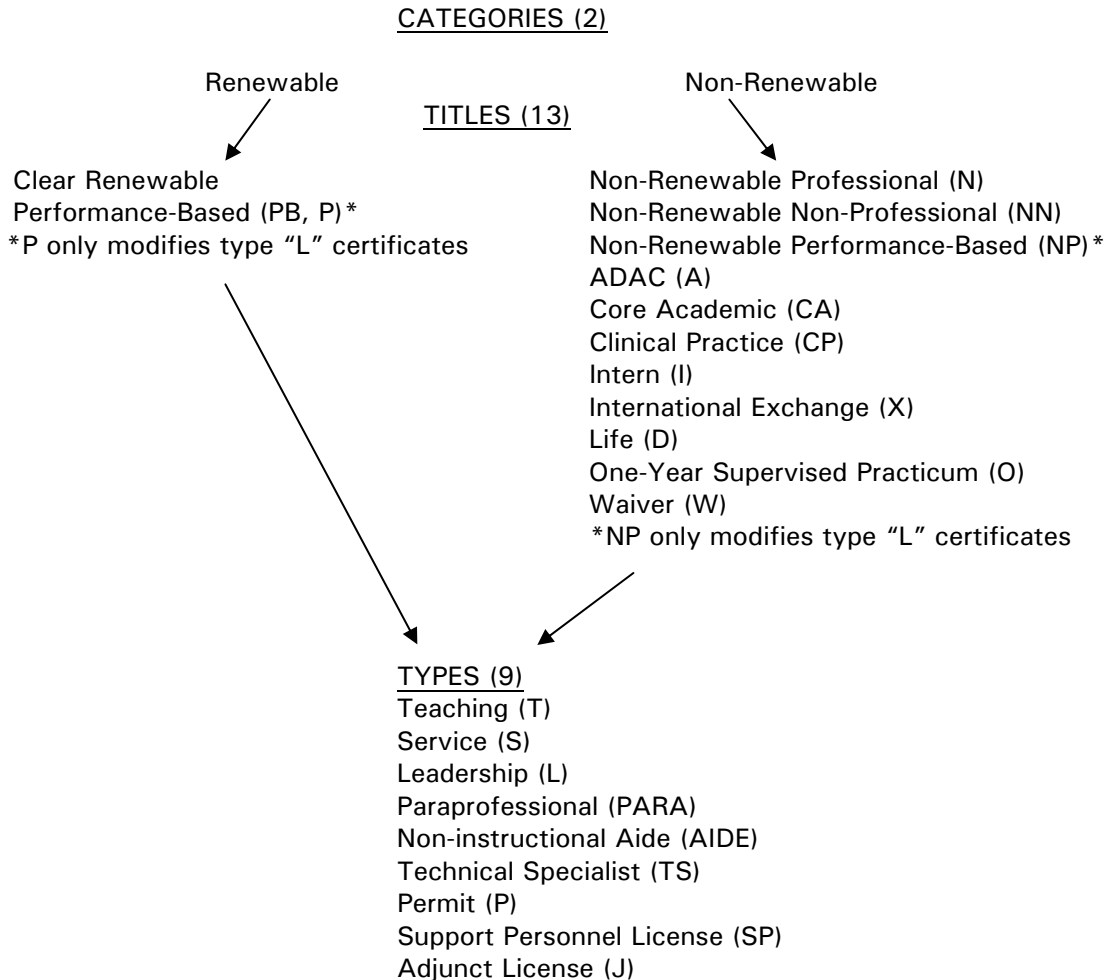 CATEGORIES (2)
Renewable
Non-Renewable
TITLES (13)
Clear Renewable
Performance-Based (PB, P)*
*P only modifies type “L” certificates
Non-Renewable Professional (N)
Non-Renewable Non-Professional (NN)
Non-Renewable Performance-Based (NP)*
ADAC (A)
Core Academic (CA)
Clinical Practice (CP)
Intern (I)
International Exchange (X)
Life (D)
One-Year Supervised Practicum (O)
Waiver (W)
*NP only modifies type “L” certificates
TYPES (9)
Teaching (T)
Service (S)
Leadership (L)
Paraprofessional (PARA)
Non-instructional Aide (AIDE)
Technical Specialist (TS)
Permit (P)
Support Personnel License (SP)
Adjunct License (J)